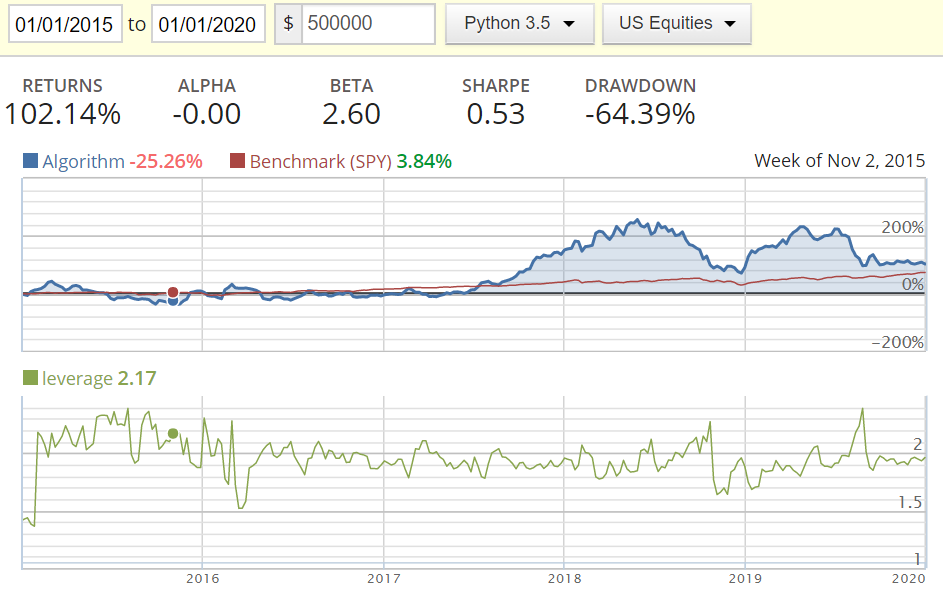 01/01/2015 to 01/01/2020 $ 500000 Python 3.5 US Equities
RETURNS ALPHA BETA SHARPE DRAWDOWN
102.14% -0.00 2.60 0.53 -64.39%
Algorithm -25.26% Benchmark (SPY) 3.84% Week of Nov 2, 2015
200%
0%
−200%
leverage 2.17
2
1.5
1
2016 2017 2018 2019 2020